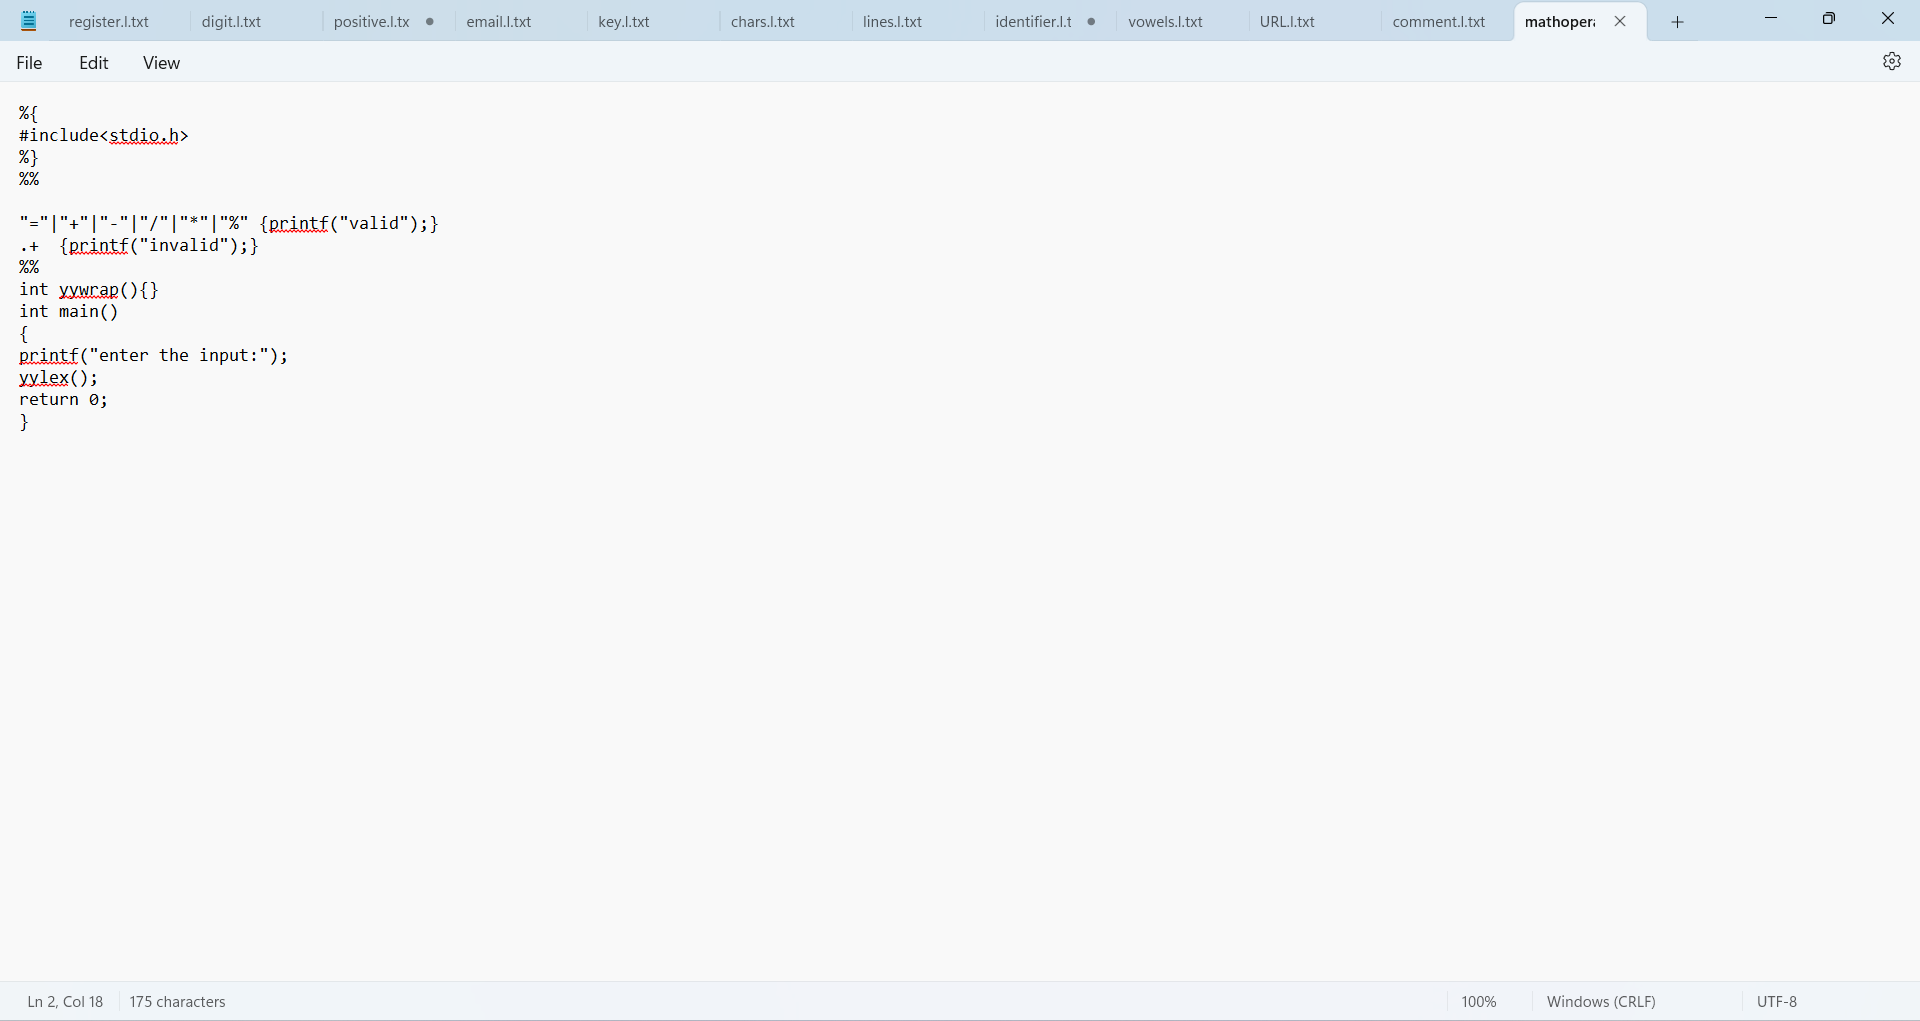 register.l.txt digit.l.txt positive.l.tx email.l.txt key.l.txt chars.l.txt lines.l.txt identifier.l.t vowels.l.txt URL.l.txt comment.l.txt mathopera
File Edit View
%{
#include<stdio.h>
%}
%%
"="|"+"|"-"|"/"|"*"|"%" {printf("valid");}
.+  {printf("invalid");}
%%
int yywrap(){}
int main()
{
printf("enter the input:");
yylex();
return 0;
}
Ln 2, Col 18 175 characters 100% Windows (CRLF) UTF-8